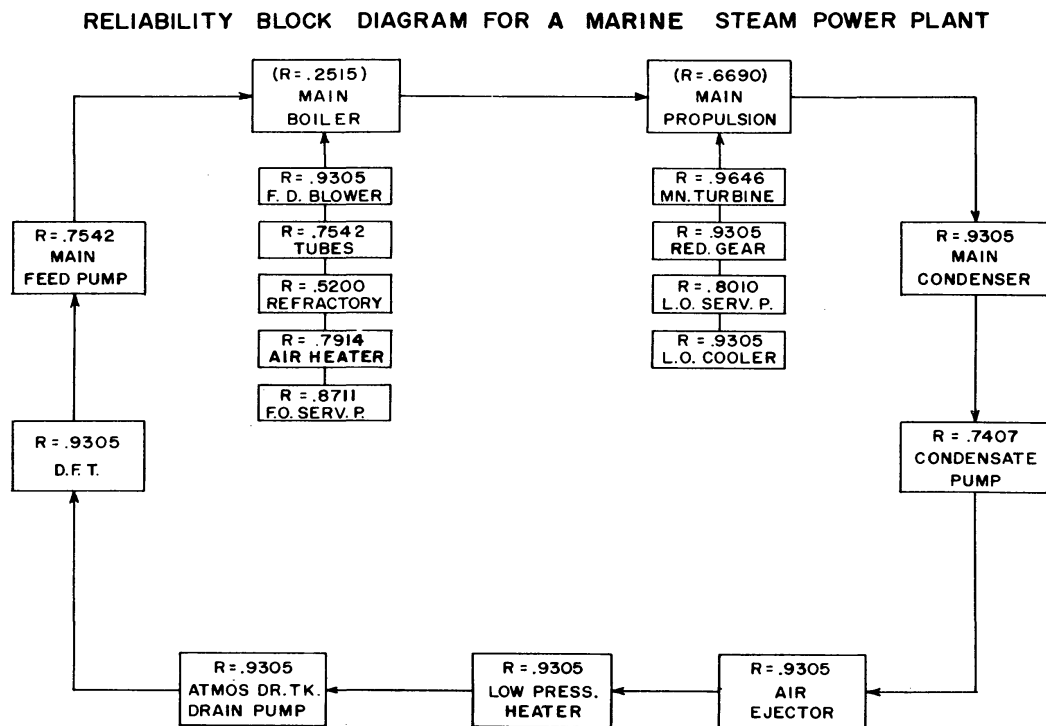 RELIABILITY BLOCK DIAGRAM FOR A MARINE STEAM POWER PLANT
(R=.2515)
MAIN
BOILER
(R=.6690)
MAIN
PROPULSION
R=.9305
F. D. BLOWER
R=.7542
TUBES
R=.5200
REFRACTORY
R=.7914
AIR HEATER
R=.8711
F.O. SERV. P.
R=.9646
MN. TURBINE
R=.9305
RED. GEAR
R=.8010
L.O. SERV. P.
R=.9305
L.O. COOLER
R=.7542
MAIN
FEED PUMP
R=.9305
MAIN
CONDENSER
R=.9305
D.F.T.
R=.7407
CONDENSATE
PUMP
R=.9305
ATMOS DR. TK.
DRAIN PUMP
R=.9305
LOW PRESS.
HEATER
R=.9305
AIR
EJECTOR